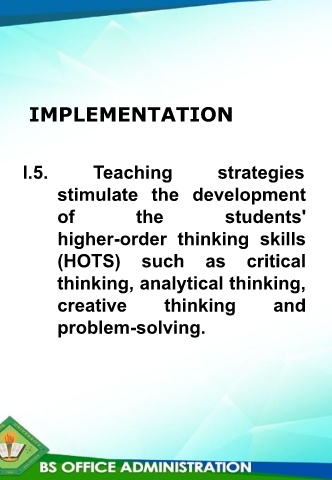 IMPLEMENTATION
I.5. Teaching strategies
stimulate the development
of the students'
higher-order thinking skills
(HOTS) such as critical
thinking, analytical thinking,
creative thinking and
problem-solving.
BS OFFICE ADMINISTRATION